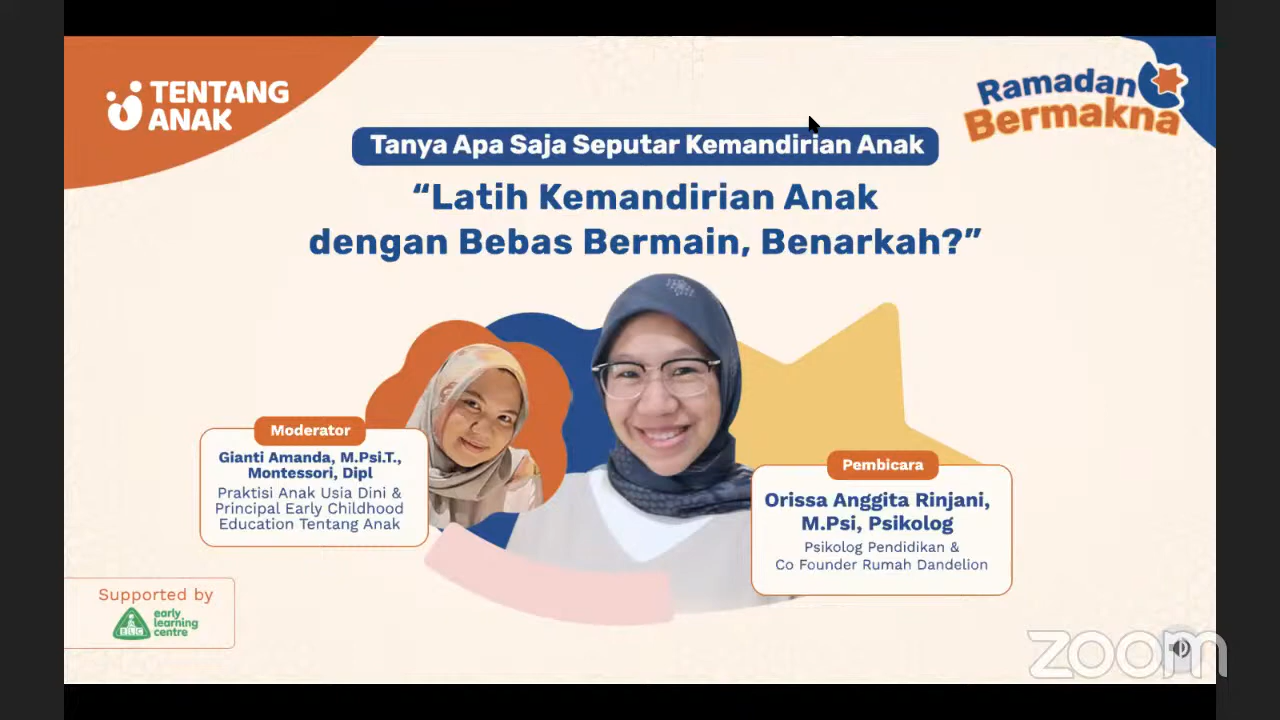 TENTANG
ANAK
Ramadan
Bermakna
Tanya Apa Saja Seputar Kemandirian Anak
“Latih Kemandirian Anak
dengan Bebas Bermain, Benarkah?”
Moderator
Gianti Amanda, M.Psi.T.,
Montessori, Dipl
Praktisi Anak Usia Dini &
Principal Early Childhood
Education Tentang Anak
Pembicara
Orissa Anggita Rinjani,
M.Psi, Psikolog
Psikolog Pendidikan &
Co Founder Rumah Dandelion
Supported by
ELC
early
learning
centre
zoom